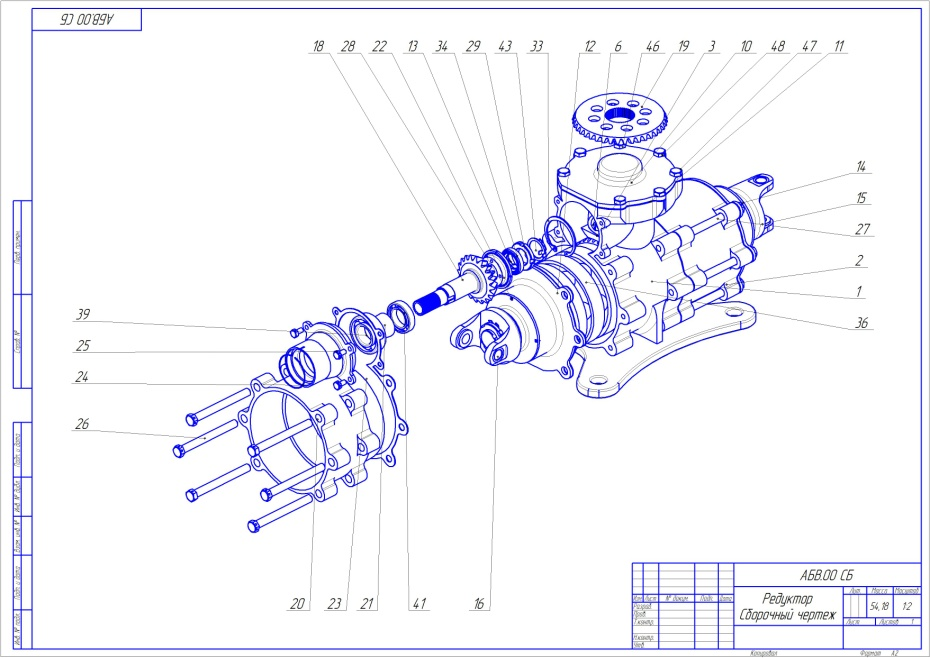 АБВ.00 СБ
18 28 22 13 34 29 43 33 12 6 46 19 3 10 48 47 11
14
15
27
2
1
36
39
25
24
26
20 23 21 41 16
Перв. примен.
Справ. №
Подп. и дата
Инв. № дубл.
Взам. инв. №
Подп. и дата
Инв. № подл.
АБВ.00 СБ
Изм. Лист № докум. Подп. Дата
Разраб.
Пров.
Т.контр.
Н.контр.
Утв.
Редуктор
Сборочный чертеж
Лит. Масса Масштаб
54,18 1:2
Лист Листов 1
Копировал Формат А2